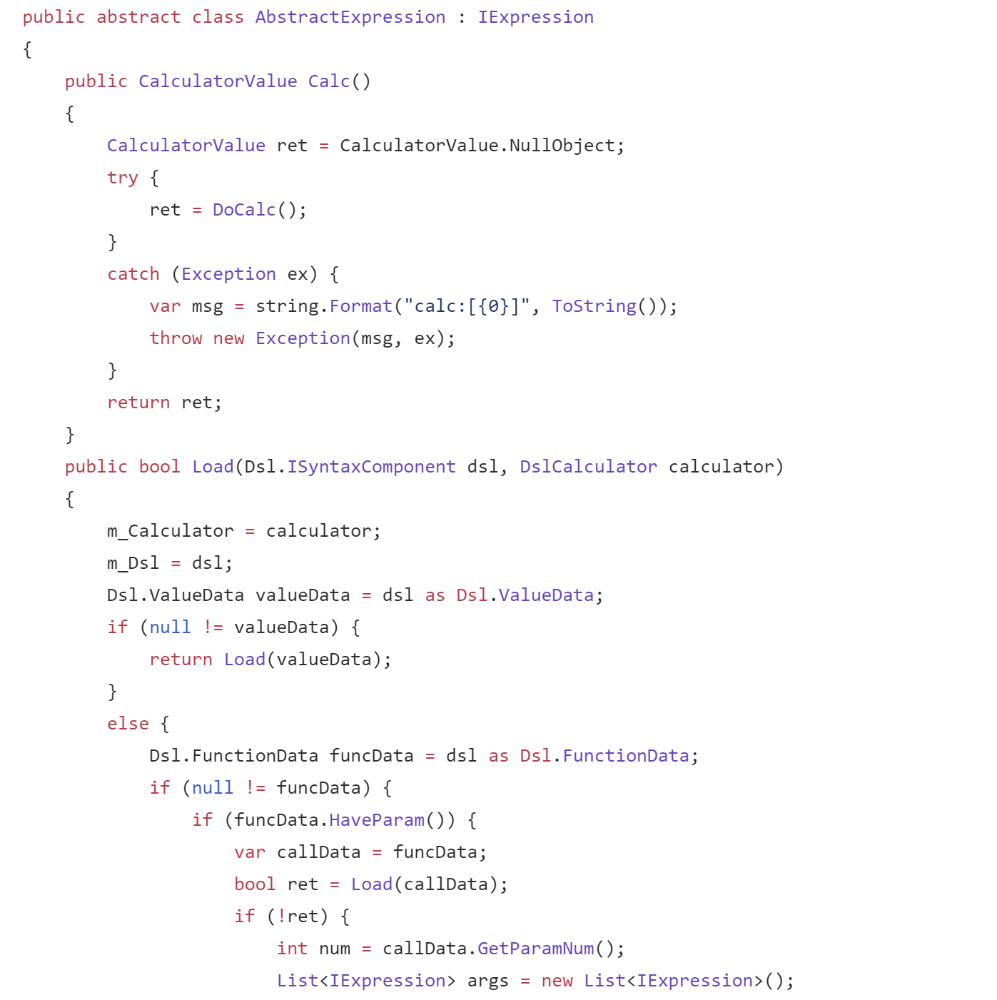 public abstract class AbstractExpression : IExpression
{
    public CalculatorValue Calc()
    {
        CalculatorValue ret = CalculatorValue.NullObject;
        try {
            ret = DoCalc();
        }
        catch (Exception ex) {
            var msg = string.Format("calc:[{0}]", ToString());
            throw new Exception(msg, ex);
        }
        return ret;
    }
    public bool Load(Dsl.ISyntaxComponent dsl, DslCalculator calculator)
    {
        m_Calculator = calculator;
        m_Dsl = dsl;
        Dsl.ValueData valueData = dsl as Dsl.ValueData;
        if (null != valueData) {
            return Load(valueData);
        }
        else {
            Dsl.FunctionData funcData = dsl as Dsl.FunctionData;
            if (null != funcData) {
                if (funcData.HaveParam()) {
                    var callData = funcData;
                    bool ret = Load(callData);
                    if (!ret) {
                        int num = callData.GetParamNum();
                        List<IExpression> args = new List<IExpression>();